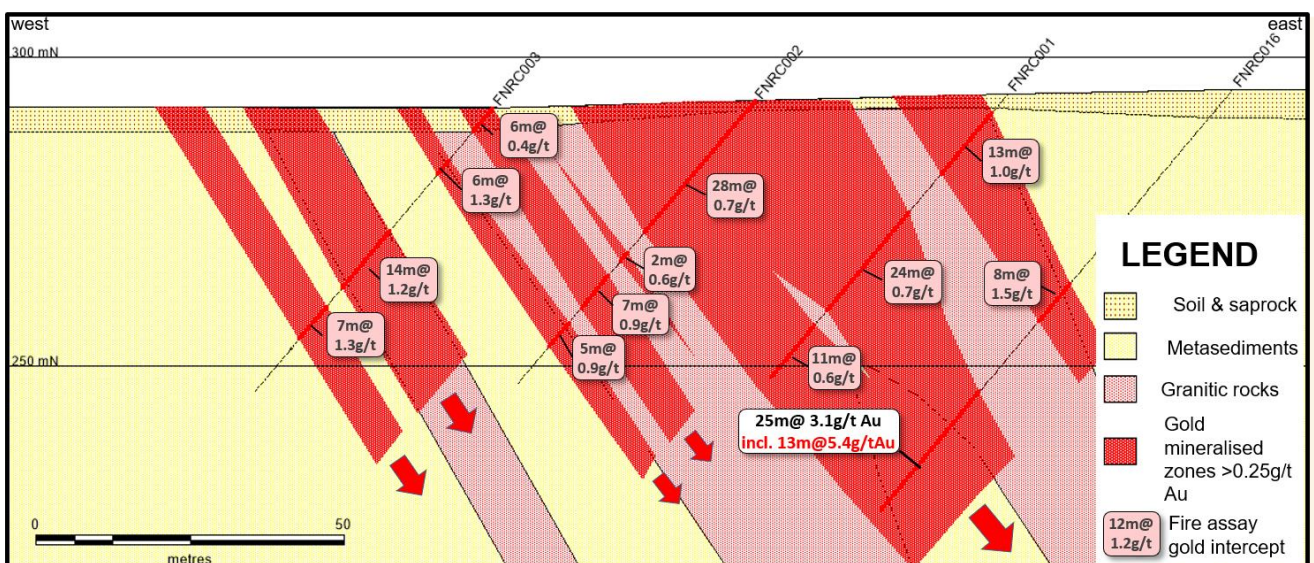 west
east
300 mN
FNRC003
FNRC002
FNRC001
FNRC016
6m@
0.4g/t
6m@
1.3g/t
14m@
1.2g/t
7m@
1.3g/t
28m@
0.7g/t
2m@
0.6g/t
7m@
0.9g/t
5m@
0.9g/t
13m@
1.0g/t
24m@
0.7g/t
8m@
1.5g/t
11m@
0.6g/t
250 mN
25m@ 3.1g/t Au
incl. 13m@5.4g/tAu
LEGEND
Soil & saprock
Metasediments
Granitic rocks
Gold
mineralised
zones >0.25g/t
Au
12m@
1.2g/t
Fire assay
gold intercept
0
50
metres